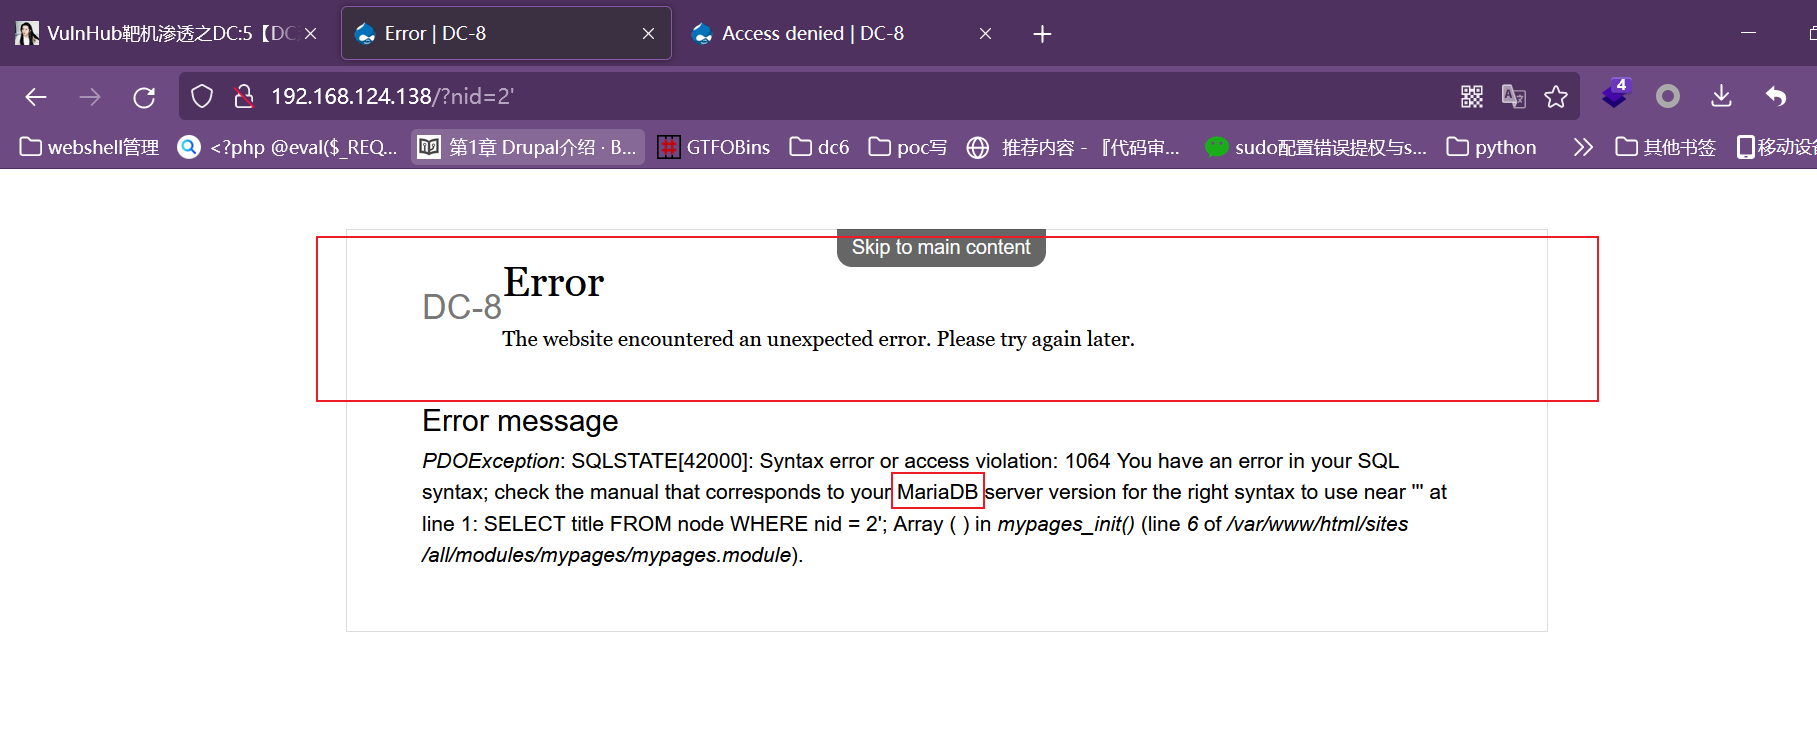 VulnHub靶机渗透之DC:5【DC
Error | DC-8
Access denied | DC-8
192.168.124.138/?nid=2'
4
webshell管理
<?php @eval($_REQ...
第1章 Drupal介绍 · B...
GTFOBins
dc6
poc写
推荐内容 - 『代码审...
sudo配置错误提权与s...
python
其他书签
移动设备
Skip to main content
Error
DC-8
The website encountered an unexpected error. Please try again later.
Error message
PDOException: SQLSTATE[42000]: Syntax error or access violation: 1064 You have an error in your SQL
syntax; check the manual that corresponds to your MariaDB server version for the right syntax to use near ''' at
line 1: SELECT title FROM node WHERE nid = 2'; Array ( ) in mypages_init() (line 6 of /var/www/html/sites
/all/modules/mypages/mypages.module).